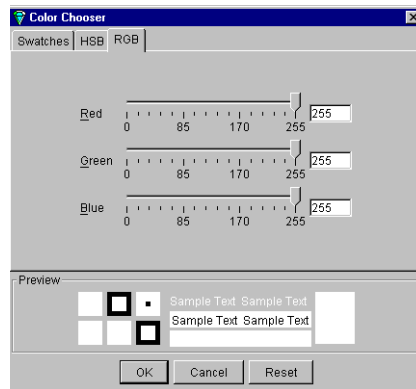 Color Chooser
Swatches HSB RGB
Red 255
0 85 170 255
Green 255
0 85 170 255
Blue 255
0 85 170 255
Preview
Sample Text Sample Text
Sample Text Sample Text
OK Cancel Reset